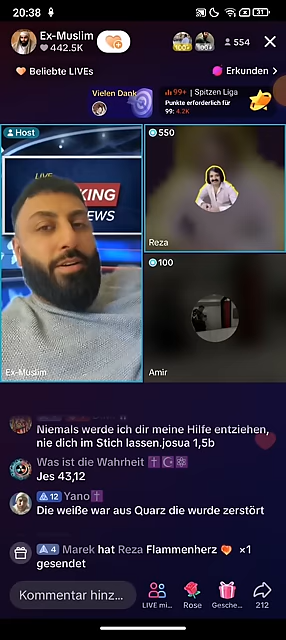 20:38
31
Ex-Muslim
442.5K
100+
100+
554
Beliebte LIVEs
Erkunden
Vielen Dank
99+ | Spitzen Liga
Punkte erforderlich für
99: 4.2K
Host
LIVE
KING
NEWS
Ex-Muslim
550
Reza
100
Amir
Niemals werde ich dir meine Hilfe entziehen,
nie dich im Stich lassen.josua 1,5b
Was ist die Wahrheit ✝️☪️🔯
Jes 43,12
12 Yano✝️
Die weiße war aus Quarz die wurde zerstört
4 Marek hat Reza Flammenherz ×1
gesendet
Kommentar hinz...
LIVE mi...
Rose
Gesche...
212